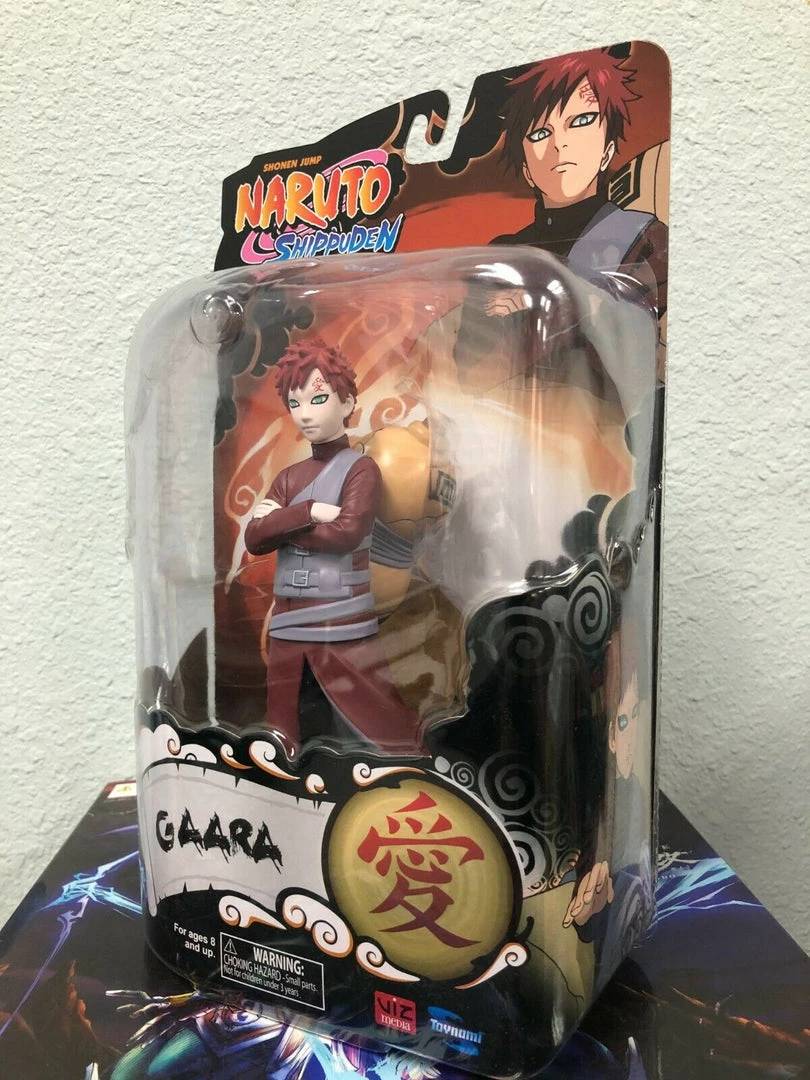 SHONEN JUMP
NARUTO
SHIPPUDEN
愛
GAARA
愛
For ages 8
and up.
WARNING:
CHOKING HAZARD - Small parts.
Not for children under 3 years.
VIZ
media
Toynami